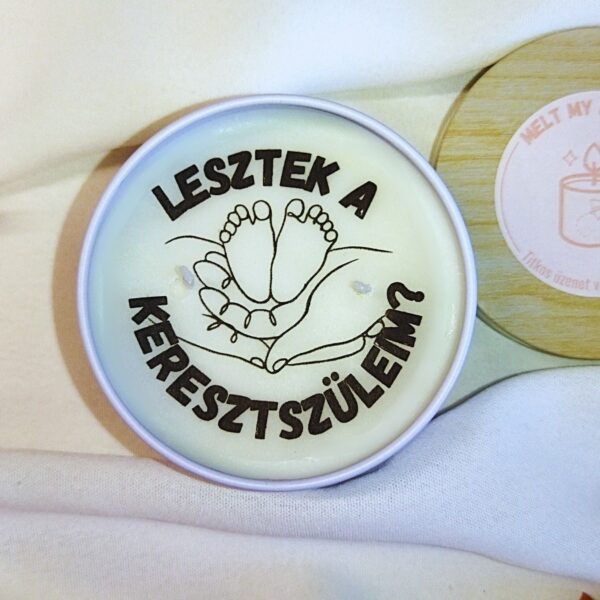 LESZTEK A
KERESZTSZÜLEIM?
MELT MY
Titkos üzenet